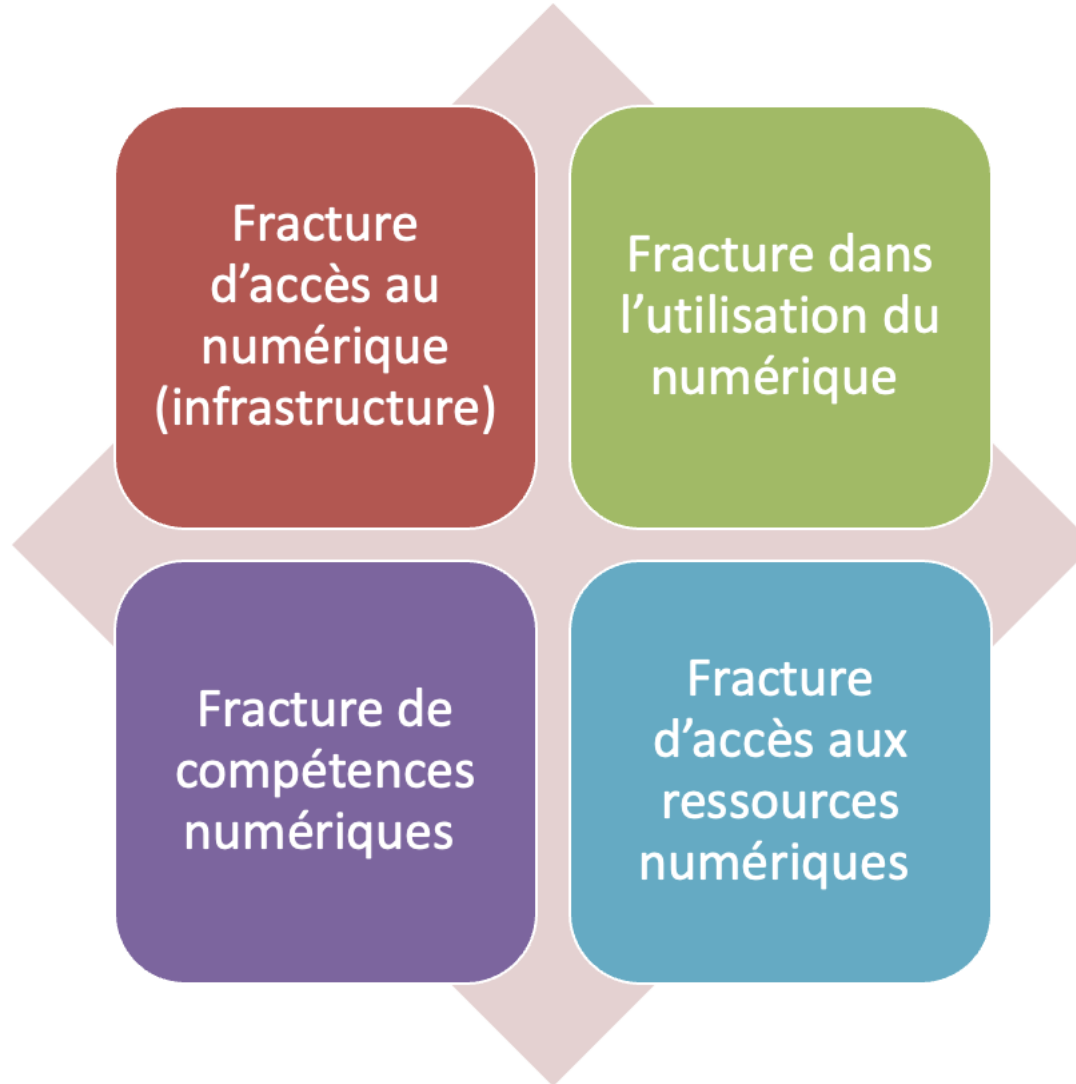 Fracture
d’accès au
numérique
(infrastructure)
Fracture dans
l’utilisation du
numérique
Fracture de
compétences
numériques
Fracture
d’accès aux
ressources
numériques